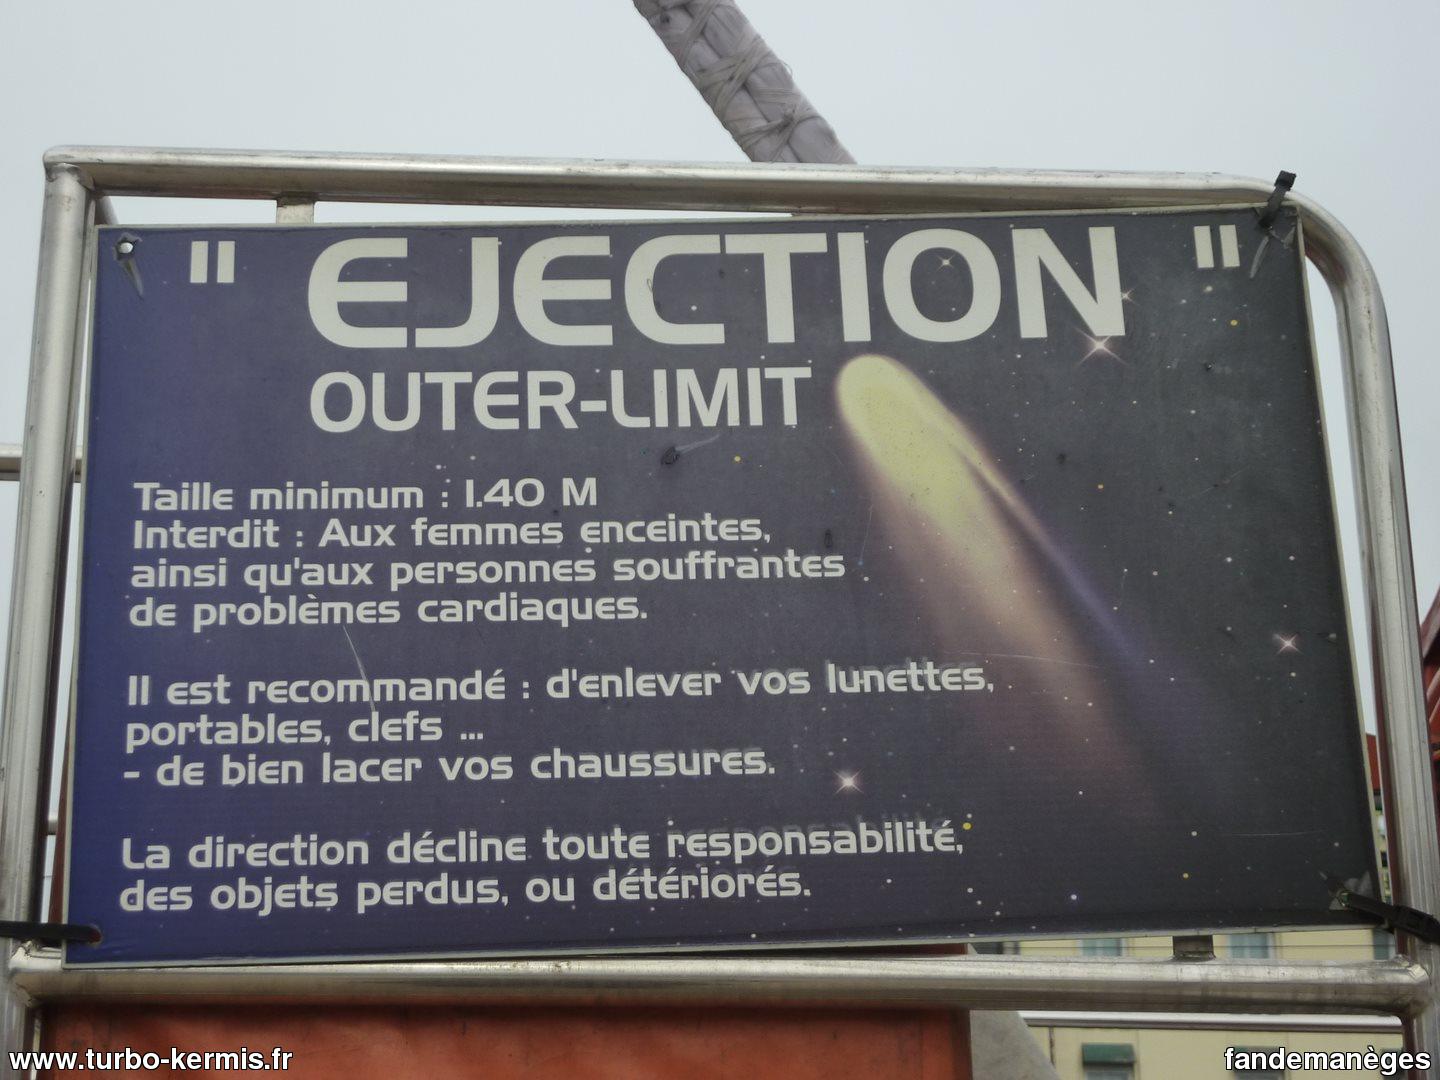 " EJECTION "
OUTER-LIMIT
Taille minimum : 1.40 M
Interdit : Aux femmes enceintes,
ainsi qu'aux personnes souffrantes
de problèmes cardiaques.
Il est recommandé : d'enlever vos lunettes,
portables, clefs ...
- de bien lacer vos chaussures.
La direction décline toute responsabilité,
des objets perdus, ou détériorés.
www.turbo-kermis.fr
fandemanèges